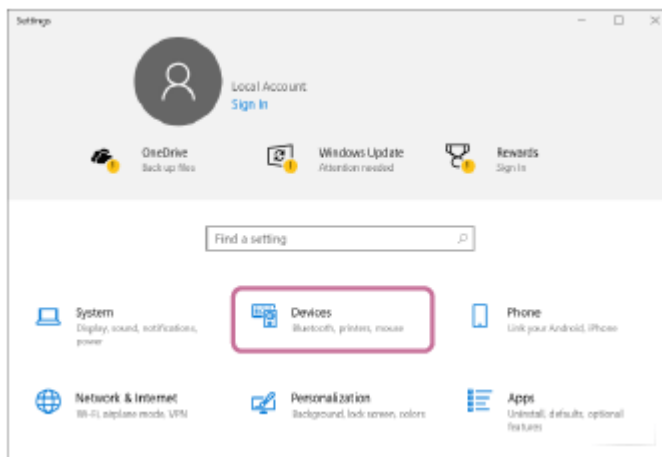 Settings
Local Account
Sign In
OneDrive
Back up files
Windows Update
Attention needed
Rewards
Sign In
Find a setting
System
Display, sound, notifications,
power
Devices
Bluetooth, printers, mouse
Phone
Link your Android, iPhone
Network & Internet
Wi-Fi, airplane mode, VPN
Personalization
Background, lock screen, colors
Apps
Uninstall, defaults, optional
features